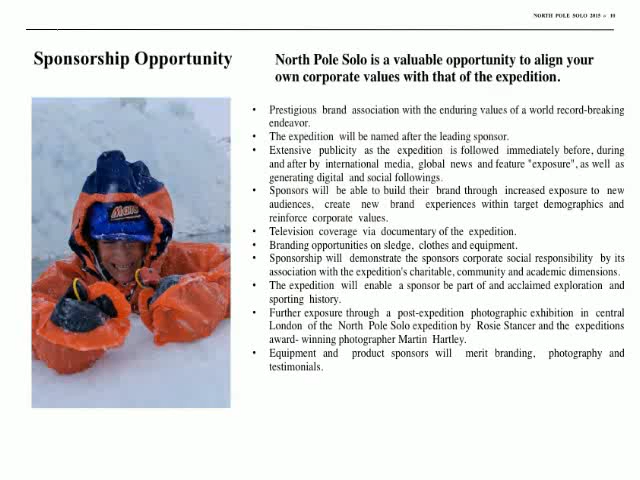 NORTH POLE SOLO 2015 // 10
Sponsorship Opportunity
North Pole Solo is a valuable opportunity to align your
own corporate values with that of the expedition.
• Prestigious brand association with the enduring values of a world record-breaking
endeavor.
• The expedition will be named after the leading sponsor.
• Extensive publicity as the expedition is followed immediately before, during
and after by international media, global news and feature "exposure", as well as
generating digital and social followings.
• Sponsors will be able to build their brand through increased exposure to new
audiences, create new brand experiences within target demographics and
reinforce corporate values.
• Television coverage via documentary of the expedition.
• Branding opportunities on sledge, clothes and equipment.
• Sponsorship will demonstrate the sponsors corporate social responsibility by its
association with the expedition's charitable, community and academic dimensions.
• The expedition will enable a sponsor be part of and acclaimed exploration and
sporting history.
• Further exposure through a post-expedition photographic exhibition in central
London of the North Pole Solo expedition by Rosie Stancer and the expeditions
award- winning photographer Martin Hartley.
• Equipment and product sponsors will merit branding, photography and
testimonials.
Mars